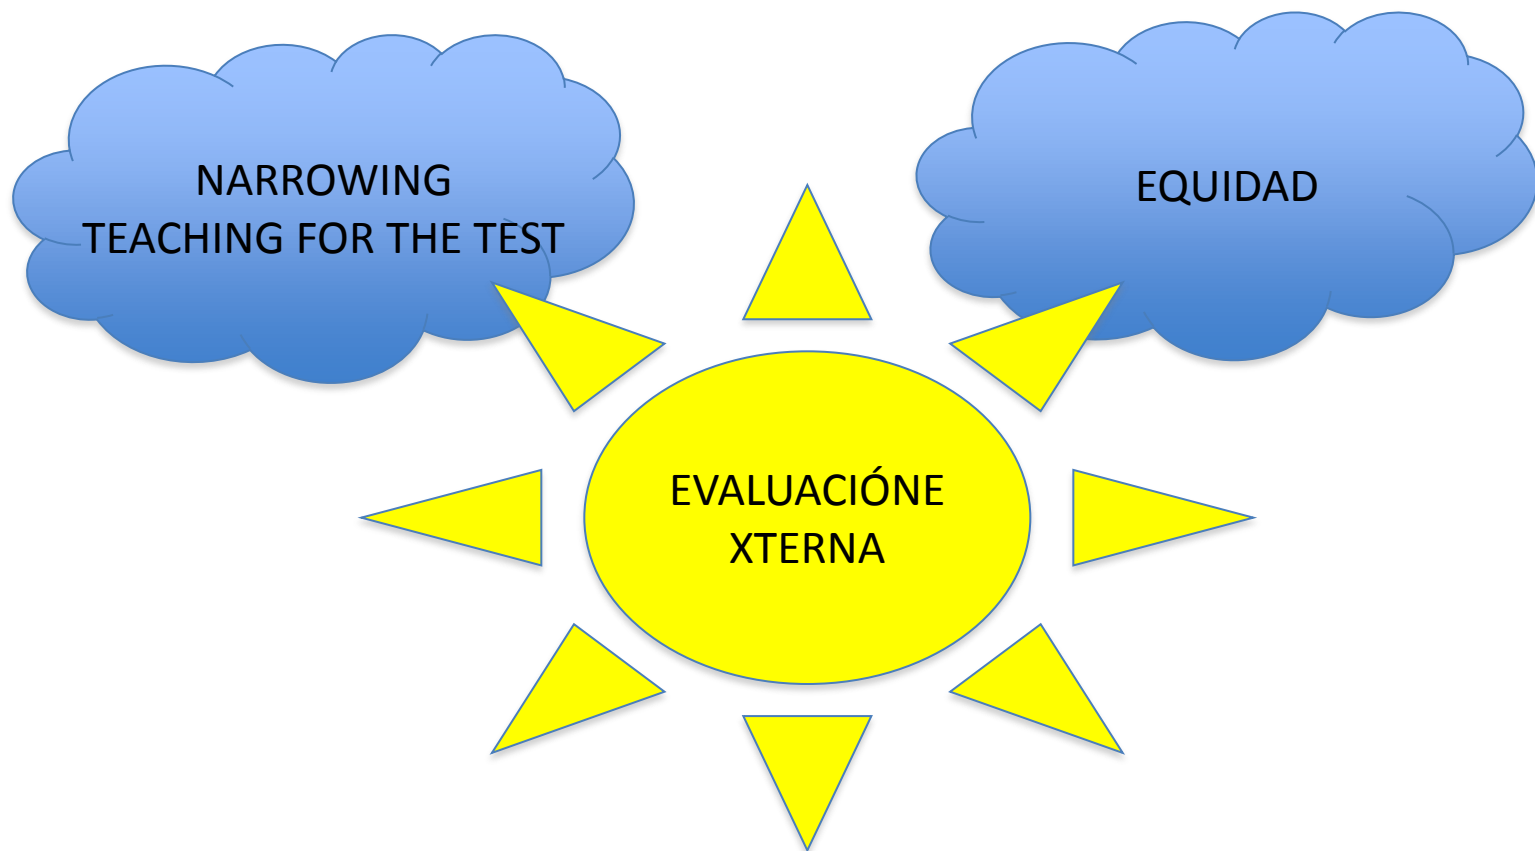 NARROWING
TEACHING FOR THE TEST
EQUIDAD
EVALUACIÓNE
XTERNA